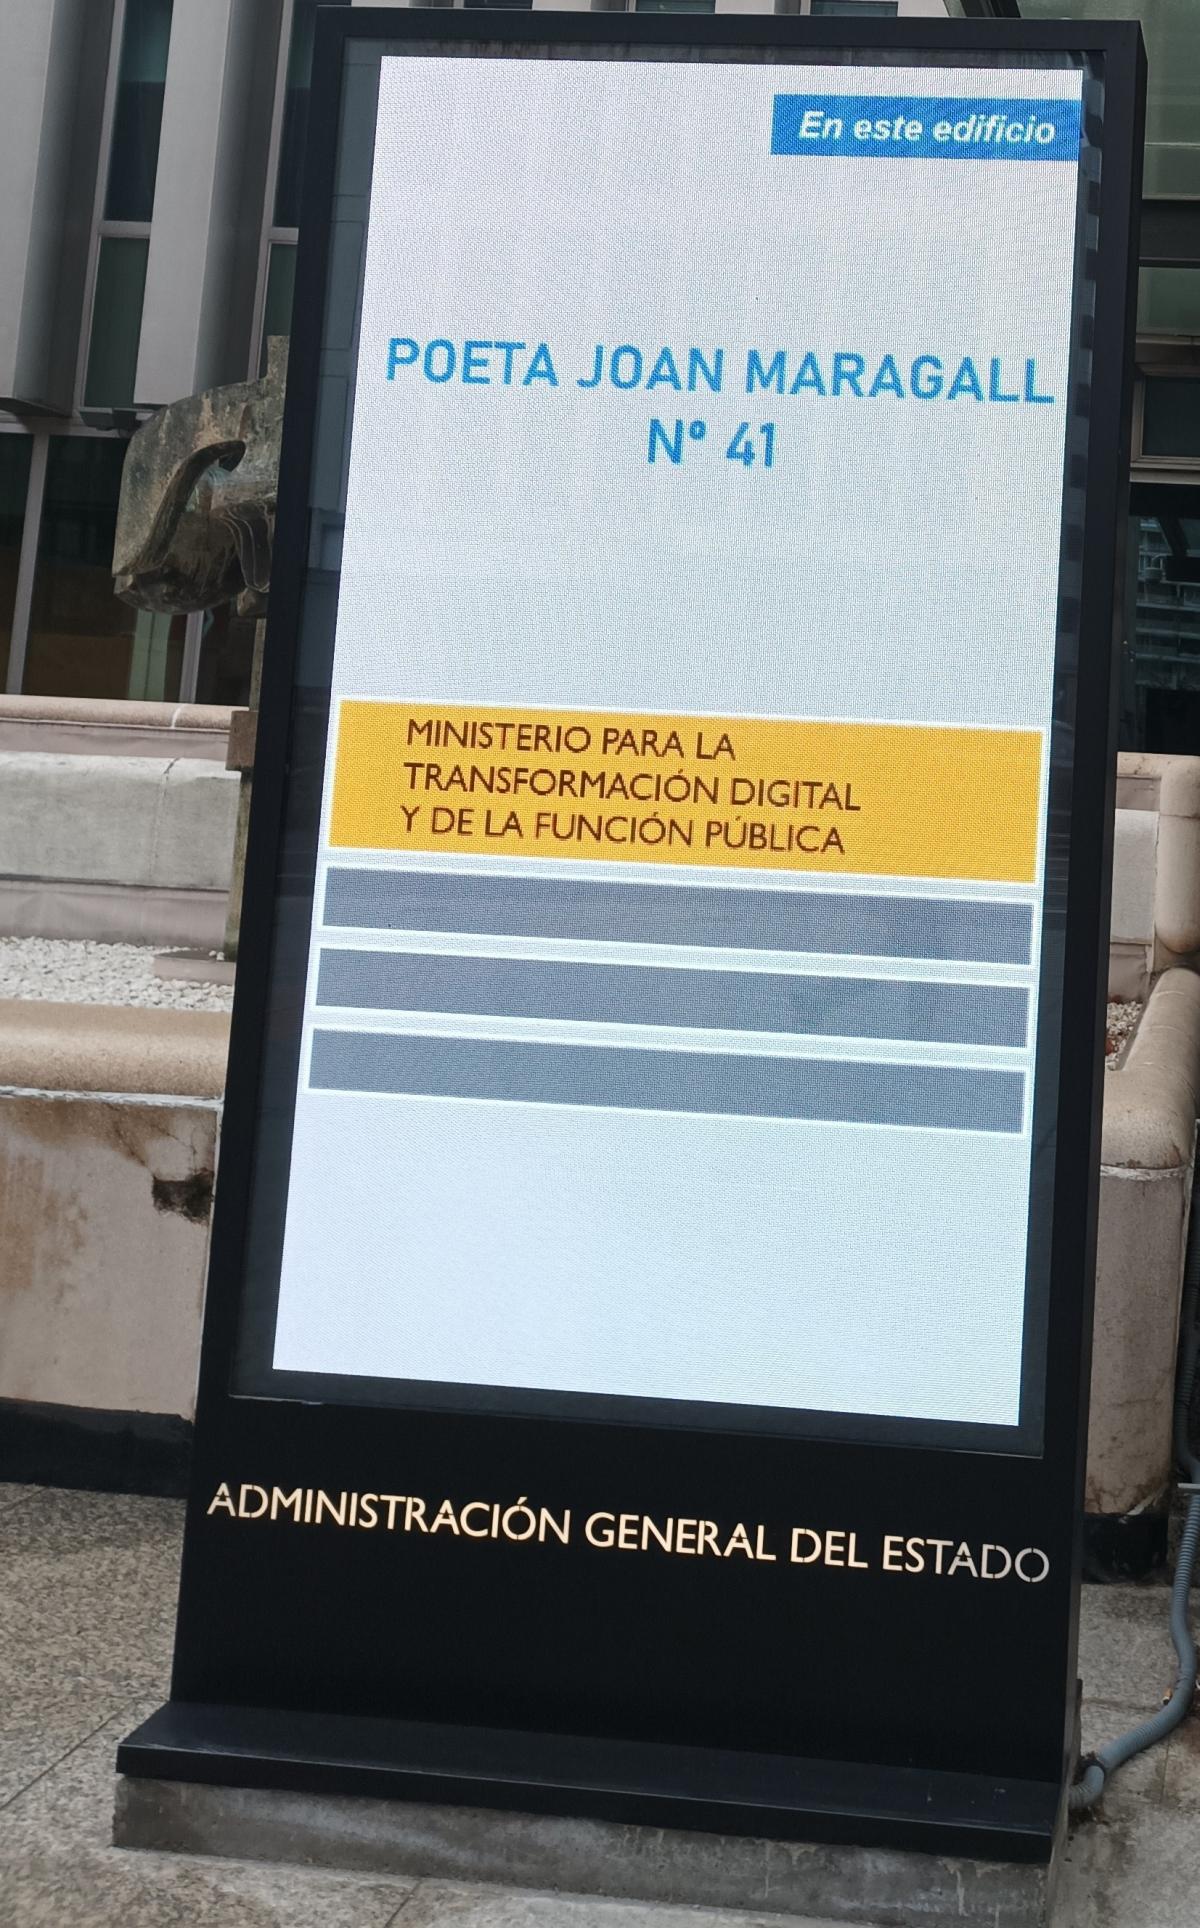 En este edificio
POETA JOAN MARAGALL
Nº 41
MINISTERIO PARA LA
TRANSFORMACIÓN DIGITAL
Y DE LA FUNCIÓN PÚBLICA
ADMINISTRACIÓN GENERAL DEL ESTADO